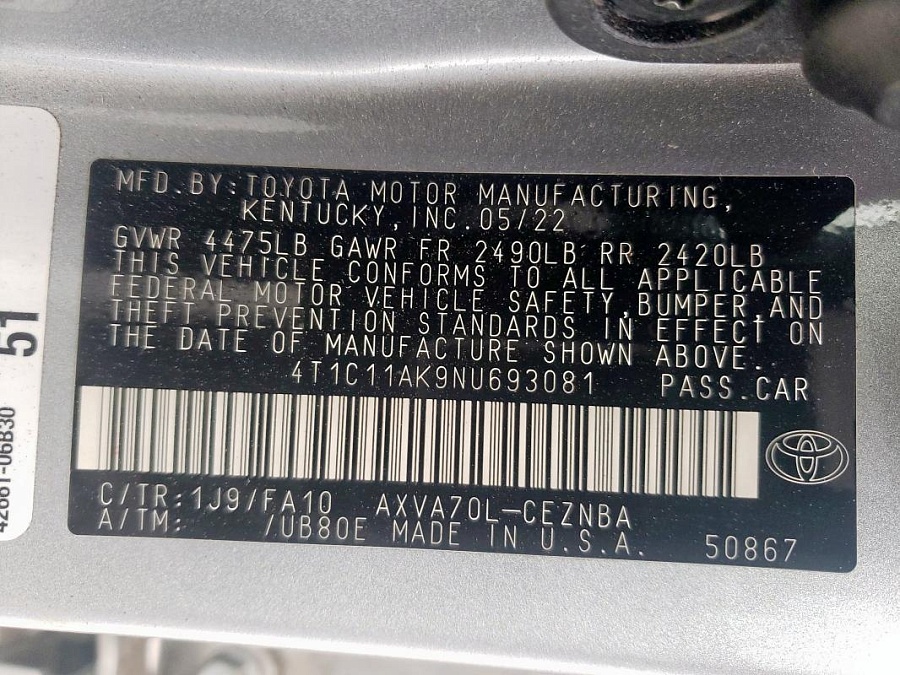 MFD.BY:TOYOTA MOTOR MANUFACTURING,
KENTUCKY,INC.05/22
GVWR 4475LB GAWR FR 2490LB RR 2420LB
THIS VEHICLE CONFORMS TO ALL APPLICABLE
FEDERAL MOTOR VEHICLE SAFETY,BUMPER,AND
THEFT PREVENTION STANDARDS IN EFFECT ON
THE DATE OF MANUFACTURE SHOWN ABOVE.
4T1C11AK9NU693081 PASS.CAR
C/TR:1J9/FA10 AXVA70L-CEZNBA
A/TM: /UB80E MADE IN U.S.A. 50867
51
42661-06B30